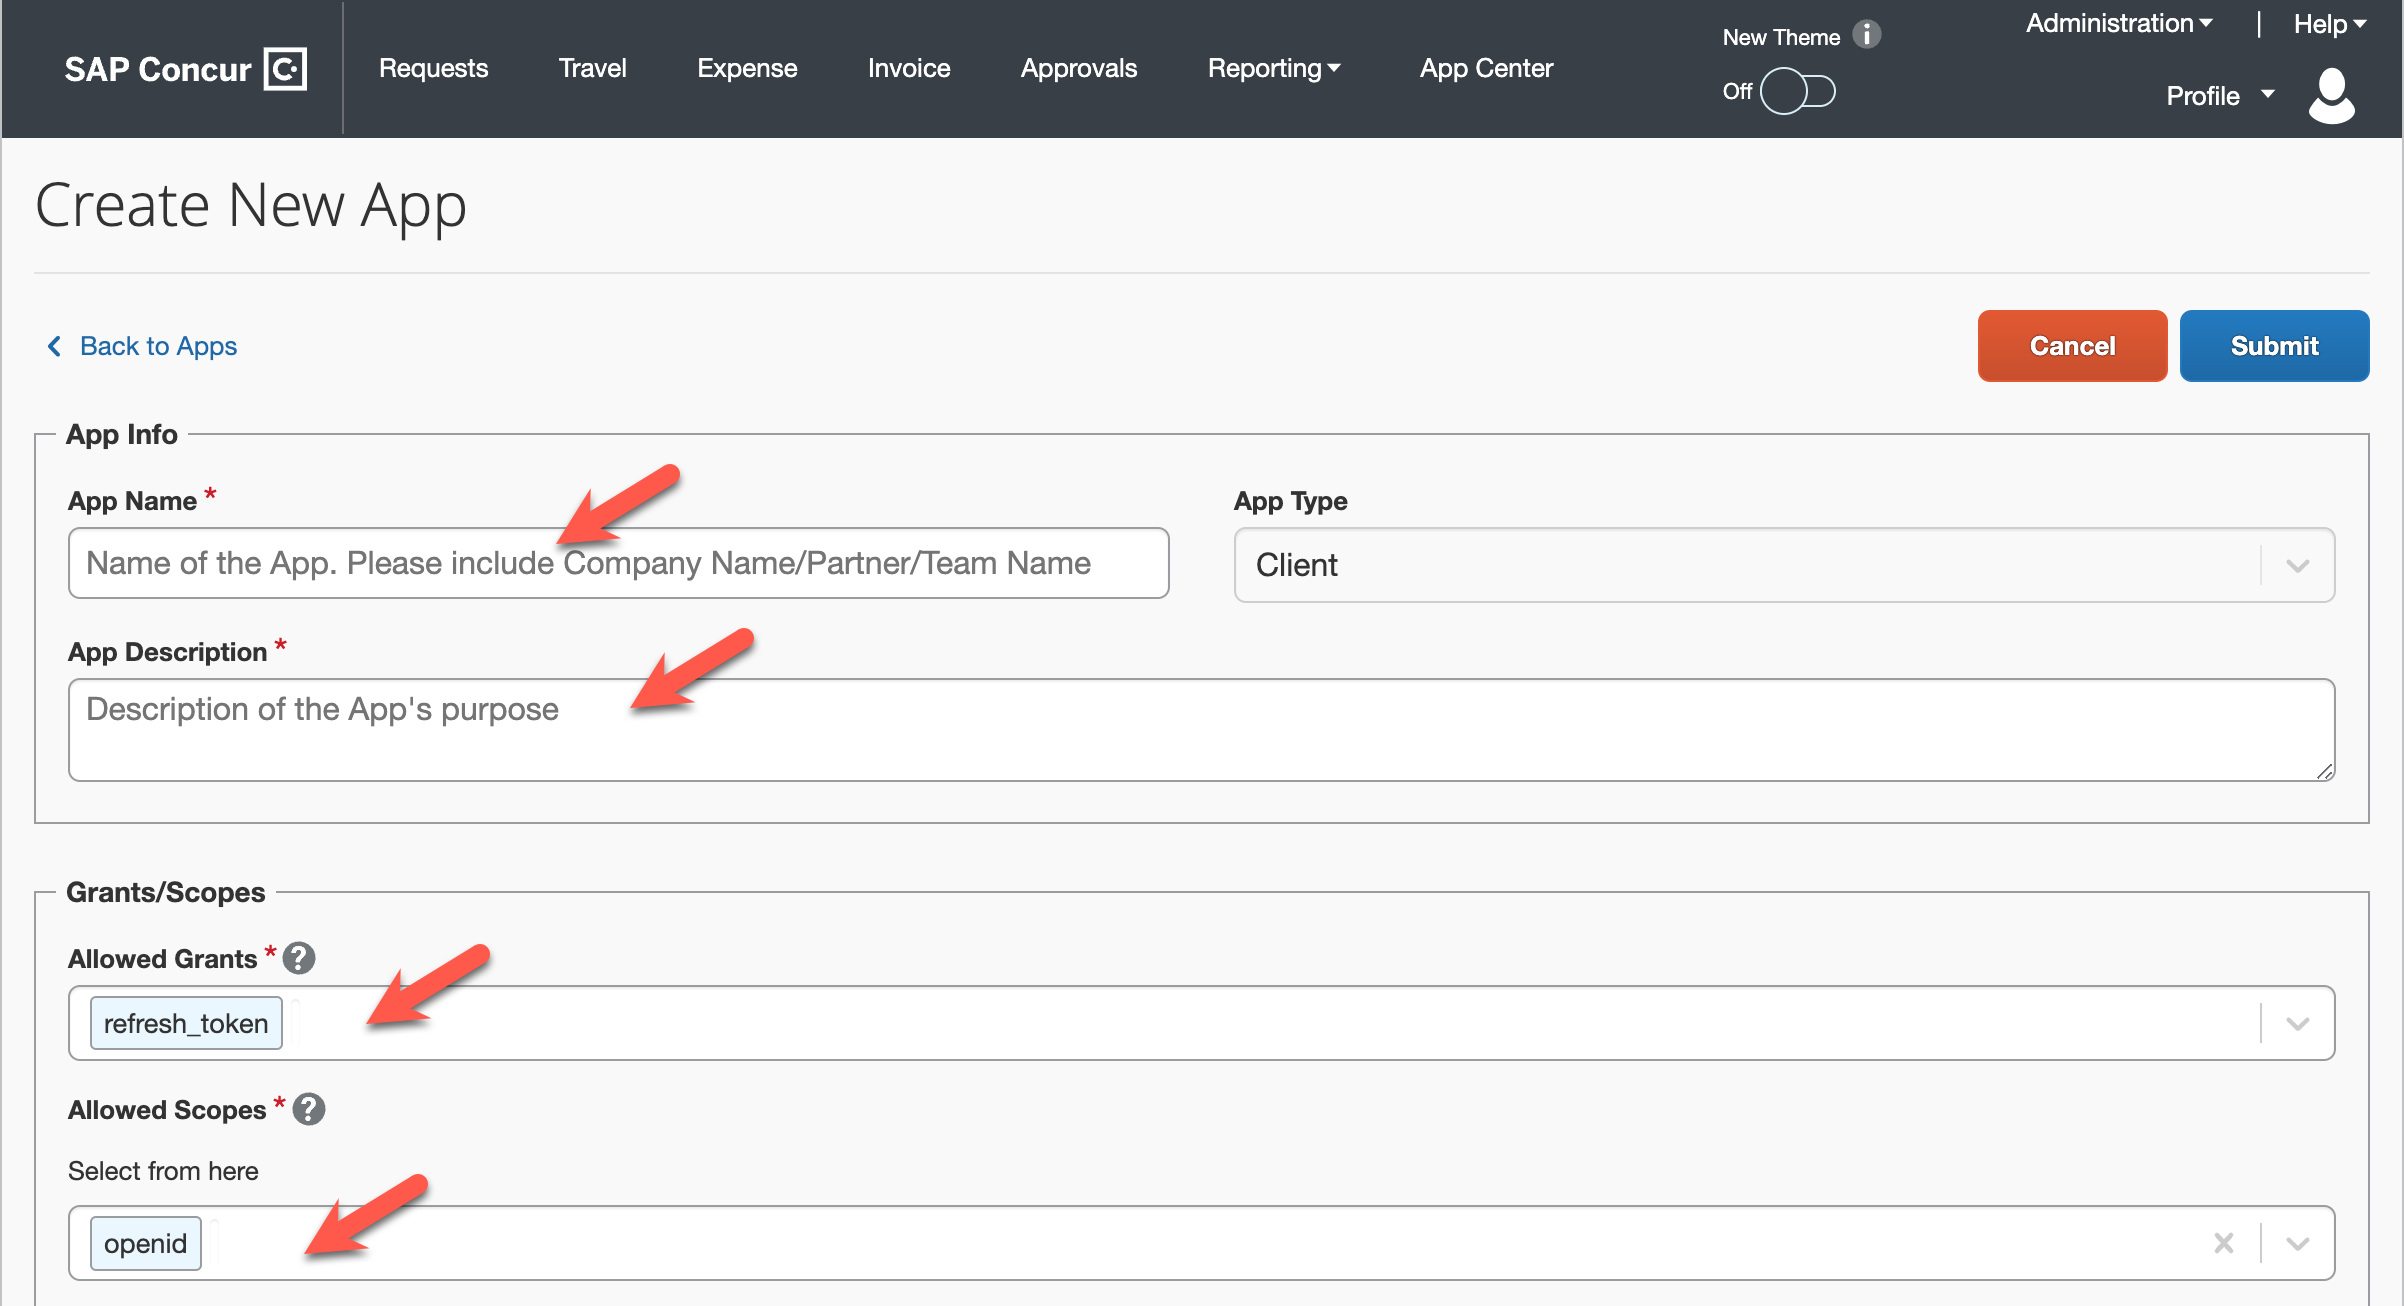 SAP Concur C.
Requests
Travel
Expense
Invoice
Approvals
Reporting
App Center
New Theme i
Off
Administration | Help
Profile
Create New App
Back to Apps
Cancel
Submit
App Info
App Name *
Name of the App. Please include Company Name/Partner/Team Name
App Type
Client
App Description *
Description of the App's purpose
Grants/Scopes
Allowed Grants * ?
refresh_token
Allowed Scopes * ?
Select from here
openid